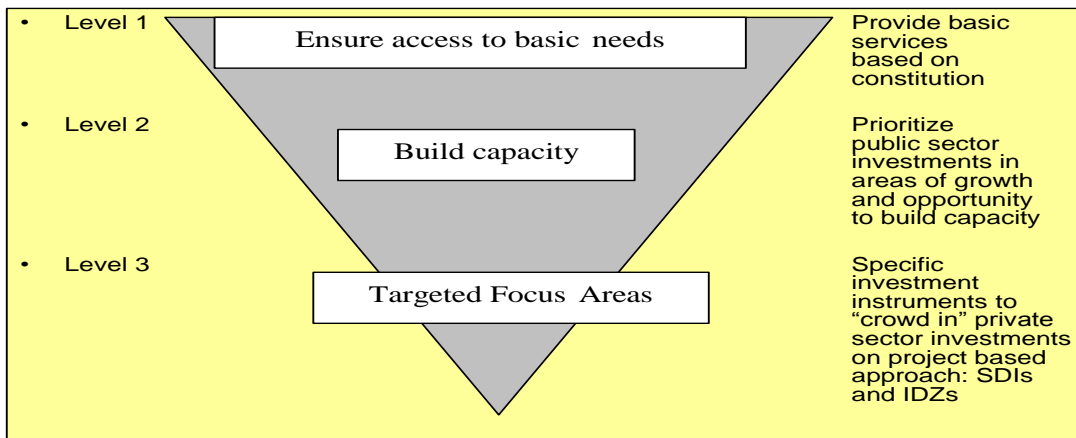 • Level 1
Ensure access to basic needs
Provide basic
services
based on
constitution
• Level 2
Build capacity
Prioritize
public sector
investments in
areas of growth
and opportunity
to build capacity
• Level 3
Targeted Focus Areas
Specific
investment
instruments to
“crowd in” private
sector investments
on project based
approach: SDIs
and IDZs